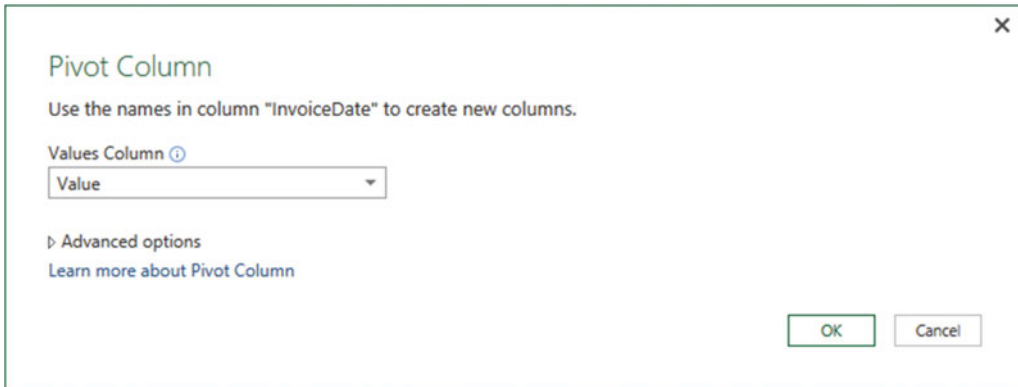 Pivot Column
Use the names in column "InvoiceDate" to create new columns.
Values Column
Value
Advanced options
Learn more about Pivot Column
OK Cancel